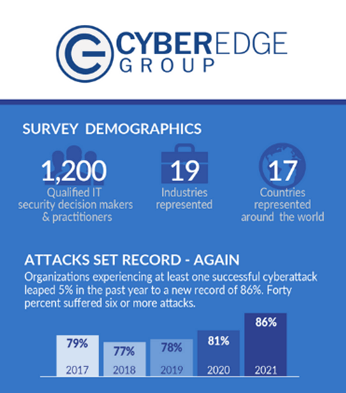 CYBEREDGE
GROUP
SURVEY DEMOGRAPHICS
1,200
Qualified IT
security decision makers
& practitioners
19
Industries
represented
17
Countries
represented
around the world
ATTACKS SET RECORD - AGAIN
Organizations experiencing at least one successful cyberattack
leaped 5% in the past year to a new record of 86%. Forty
percent suffered six or more attacks.
79%
77%
78%
81%
86%
2017
2018
2019
2020
2021